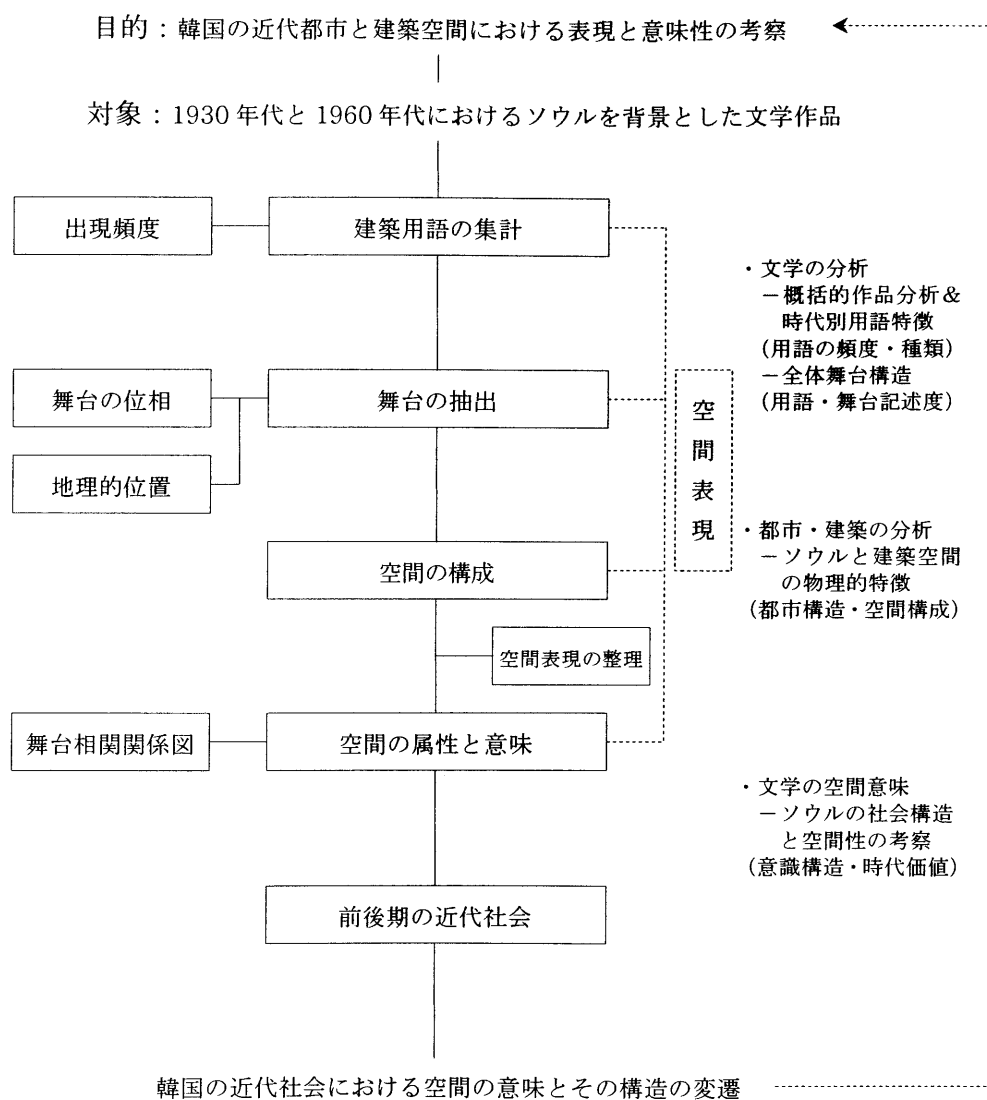 目的：韓国の近代都市と建築空間における表現と意味性の考察
対象：1930年代と1960年代におけるソウルを背景とした文学作品
出現頻度
建築用語の集計
舞台の位相
舞台の抽出
地理的位置
空間の構成
空間表現の整理
舞台相関関係図
空間の属性と意味
前後期の近代社会
空間表現
・文学の分析
－概括的作品分析＆
時代別用語特徴
（用語の頻度・種類）
－全体舞台構造
（用語・舞台記述度）
・都市・建築の分析
－ソウルと建築空間
の物理的特徴
（都市構造・空間構成）
・文学の空間意味
－ソウルの社会構造
と空間性の考察
（意識構造・時代価値）
韓国の近代社会における空間の意味とその構造の変遷